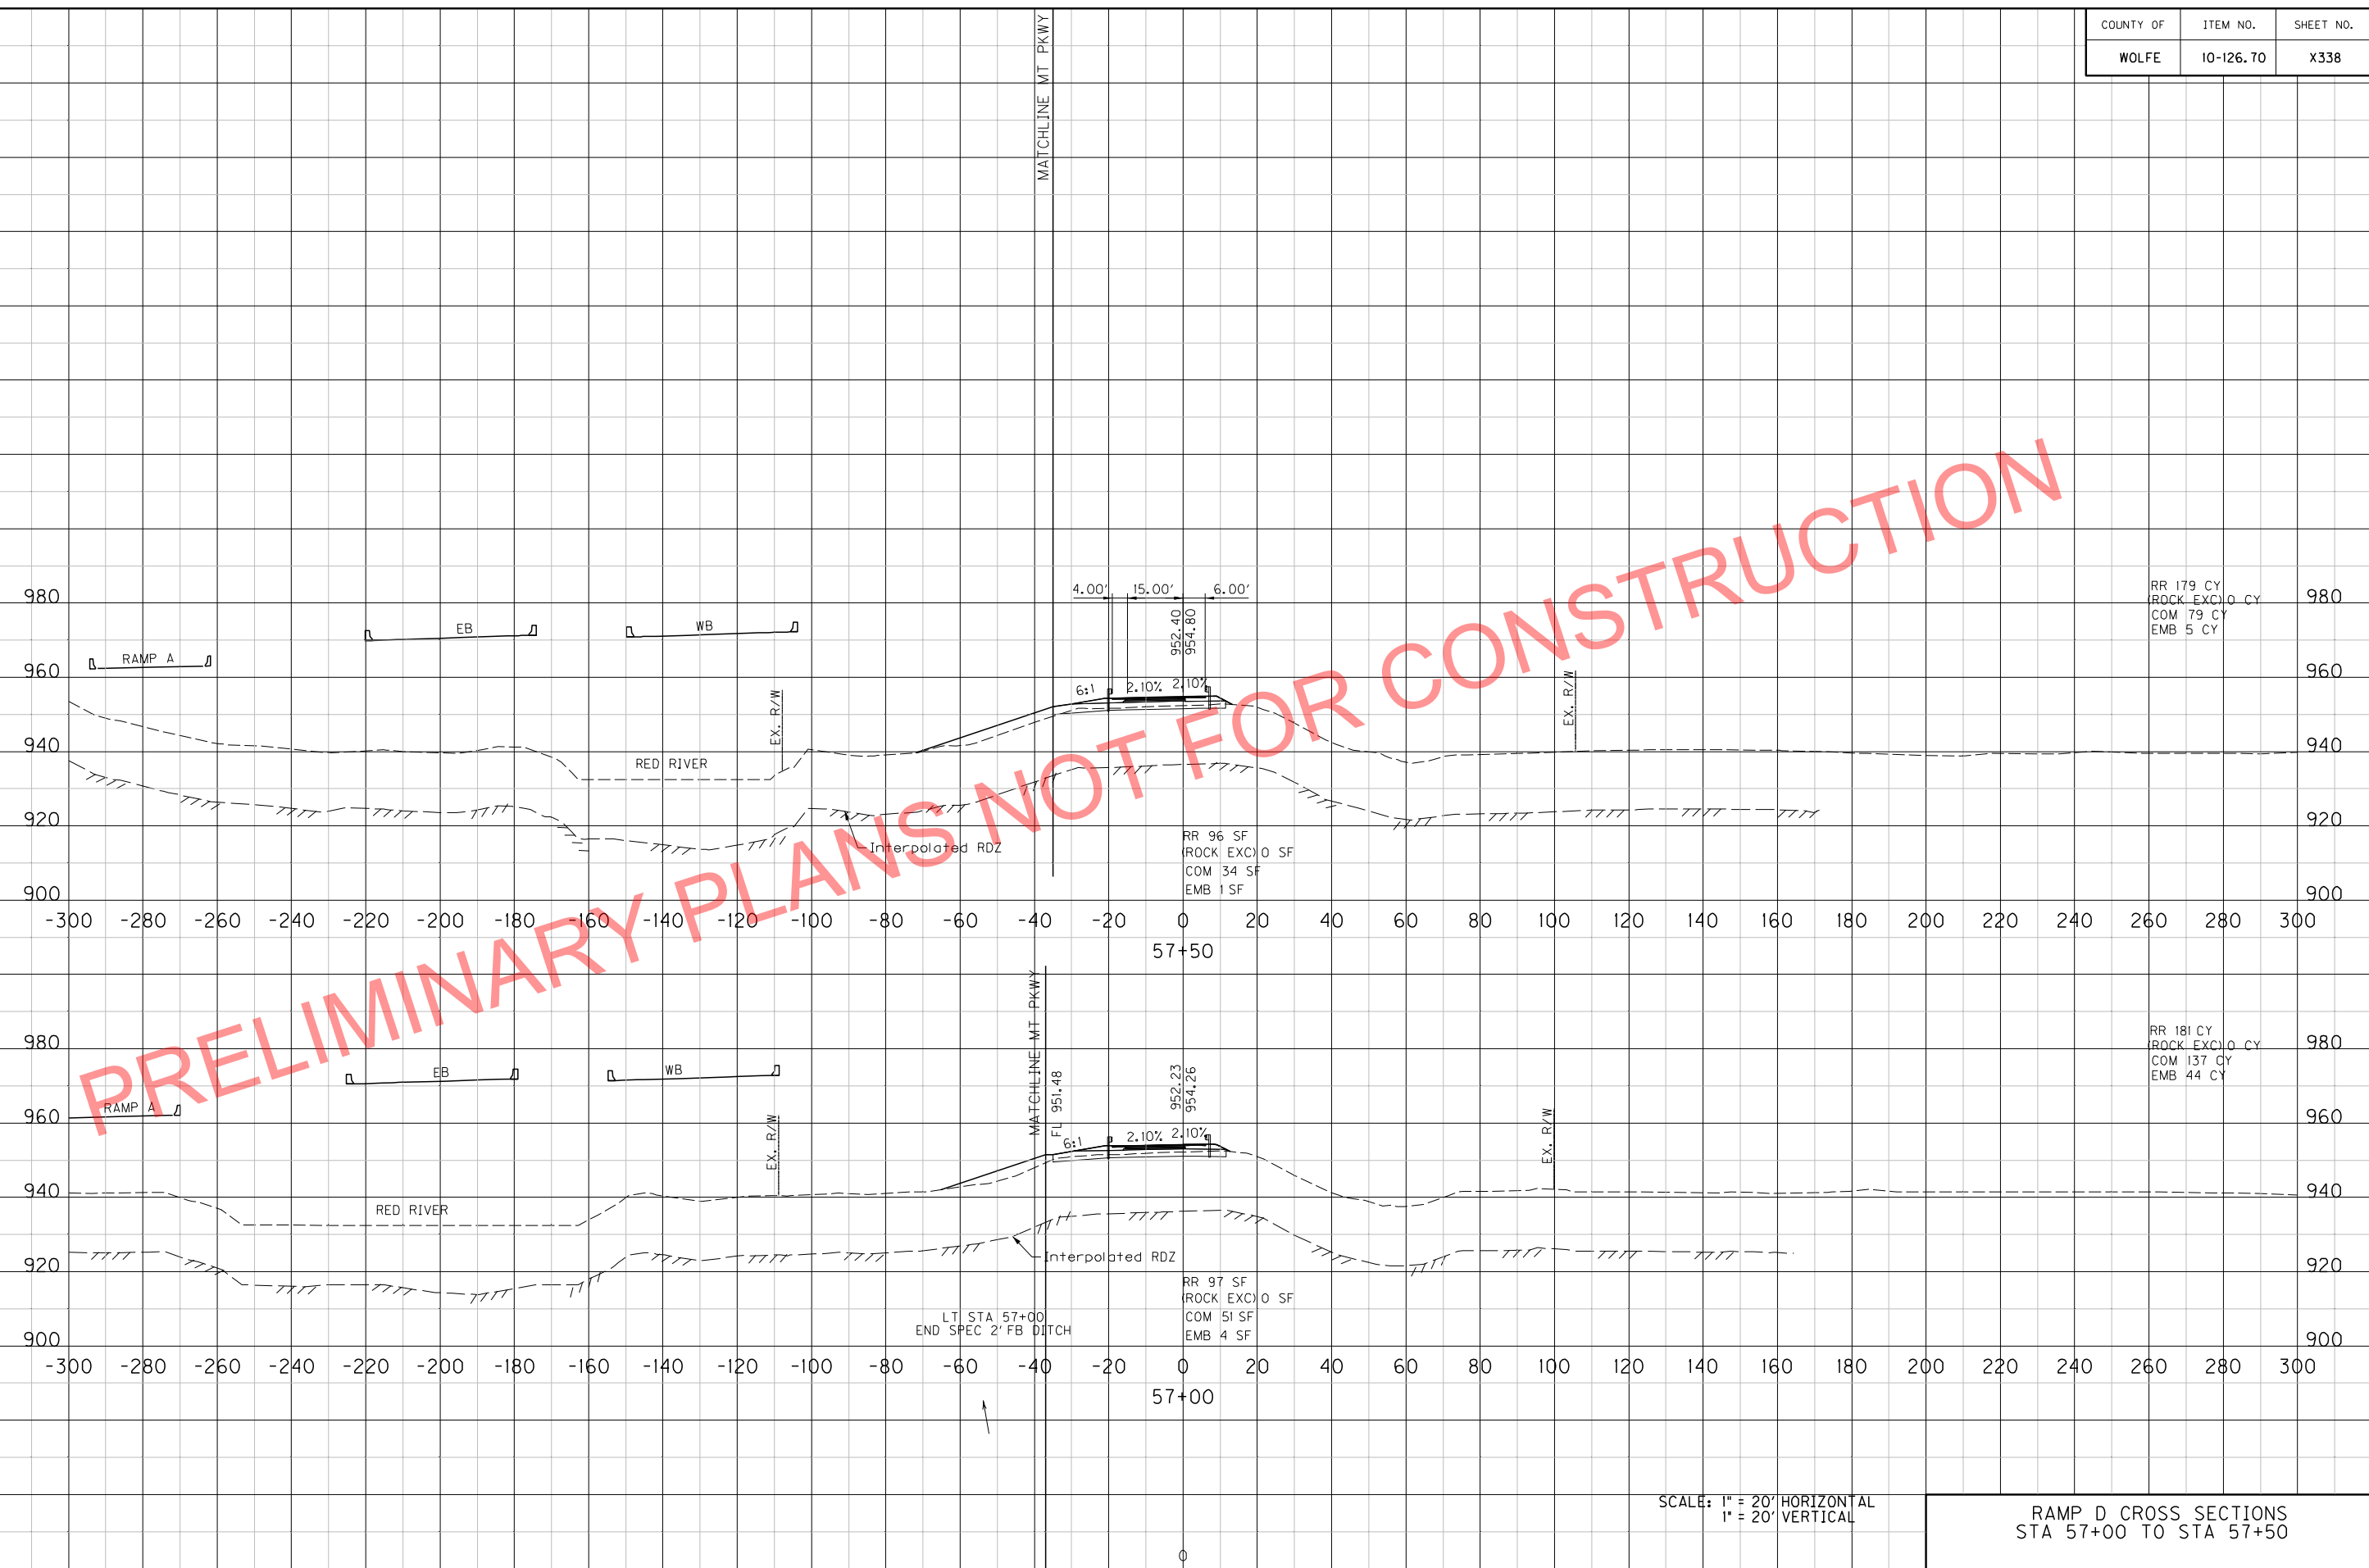 COUNTY OF ITEM NO. SHEET NO.
WOLFE 10-126.70 X338
MATCHLINE MT PKWY
PRELIMINARY PLANS NOT FOR CONSTRUCTION
4.00' 15.00' 6.00'
952.40
954.80
RR 179 CY
(ROCK EXC) 0 CY
COM 79 CY
EMB 5 CY
980 980
EB
WB
RAMP A
960 960
6:1 2.10% 2.10%
EX. R/W
EX. R/W
940 940
RED RIVER
920 920
Interpolated RDZ
RR 96 SF
(ROCK EXC) 0 SF
COM 34 SF
EMB 1 SF
900 900
-300 -280 -260 -240 -220 -200 -180 -160 -140 -120 -100 -80 -60 -40 -20 0 20 40 60 80 100 120 140 160 180 200 220 240 260 280 300
57+50
MATCHLINE MT PKWY
FL 951.48
952.23
954.26
RR 181 CY
(ROCK EXC) 0 CY
COM 137 CY
EMB 44 CY
980 980
EB
WB
RAMP A
960 960
6:1 2.10% 2.10%
EX. R/W
EX. R/W
940 940
RED RIVER
920 920
Interpolated RDZ
RR 97 SF
(ROCK EXC) 0 SF
COM 51 SF
EMB 4 SF
LT STA 57+00
END SPEC 2' FB DITCH
900 900
-300 -280 -260 -240 -220 -200 -180 -160 -140 -120 -100 -80 -60 -40 -20 0 20 40 60 80 100 120 140 160 180 200 220 240 260 280 300
57+00
SCALE: 1" = 20' HORIZONTAL
1" = 20' VERTICAL
RAMP D CROSS SECTIONS
STA 57+00 TO STA 57+50
0